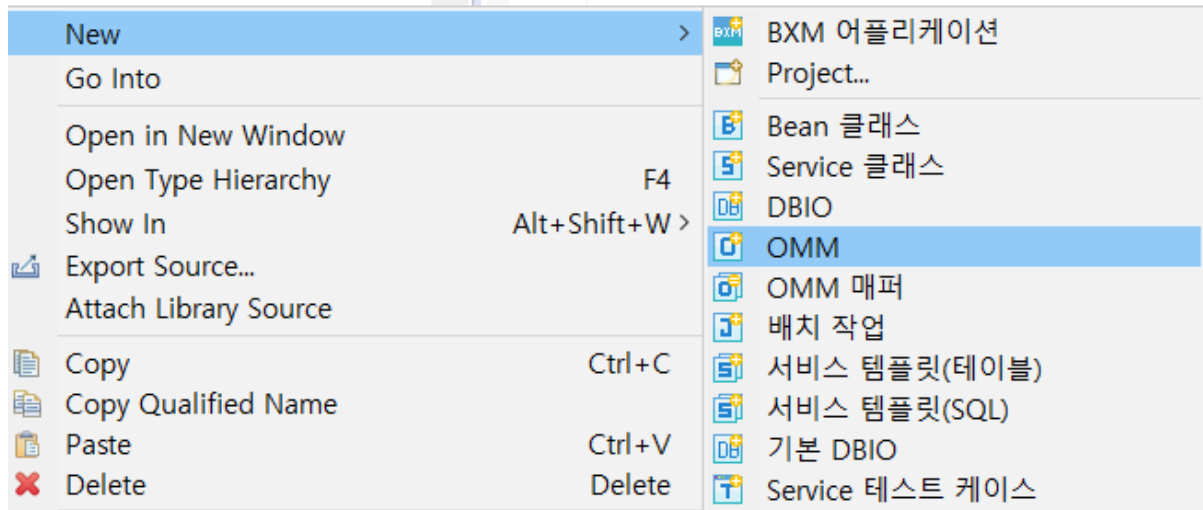 New >
Go Into
Open in New Window
Open Type Hierarchy F4
Show In Alt+Shift+W >
Export Source...
Attach Library Source
Copy Ctrl+C
Copy Qualified Name
Paste Ctrl+V
Delete Delete
BXM 어플리케이션
Project...
Bean 클래스
Service 클래스
DBIO
OMM
OMM 매퍼
배치 작업
서비스 템플릿(테이블)
서비스 템플릿(SQL)
기본 DBIO
Service 테스트 케이스